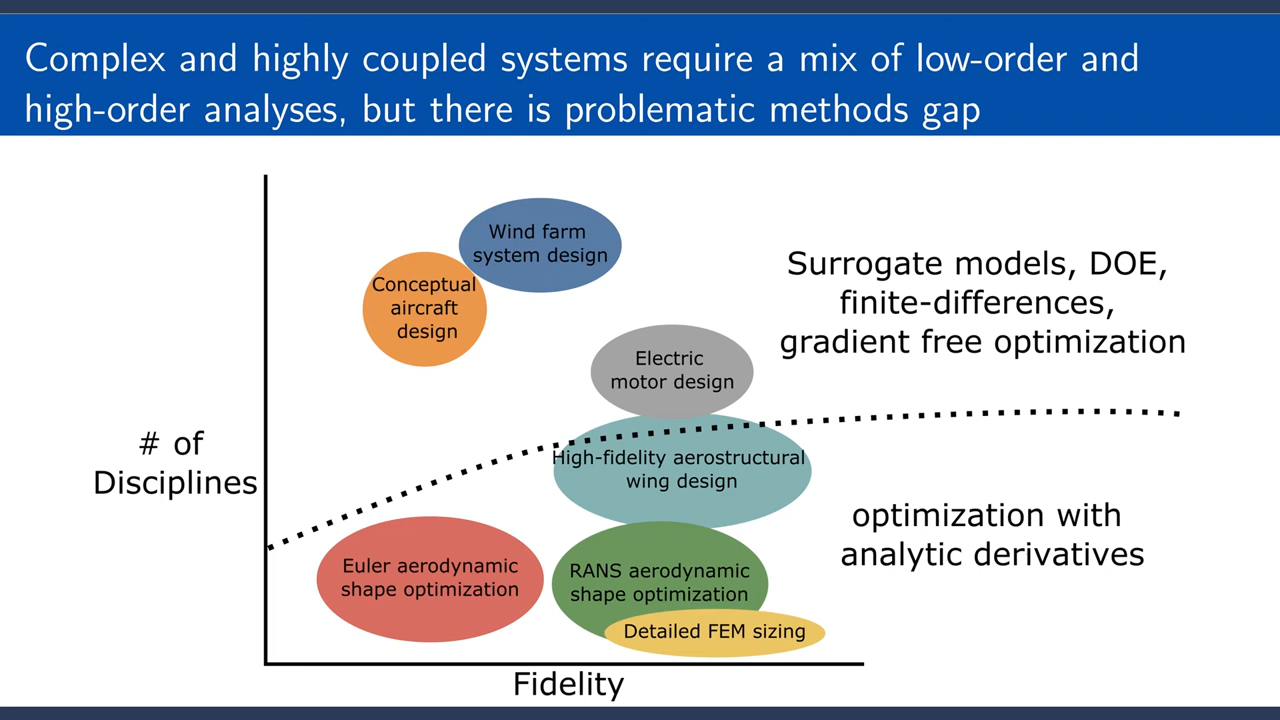 Complex and highly coupled systems require a mix of low-order and
high-order analyses, but there is problematic methods gap
Wind farm
system design
Conceptual
aircraft
design
Surrogate models, DOE,
finite-differences,
gradient free optimization
Electric
motor design
# of
Disciplines
High-fidelity aerostructural
wing design
optimization with
analytic derivatives
Euler aerodynamic
shape optimization
RANS aerodynamic
shape optimization
Detailed FEM sizing
Fidelity